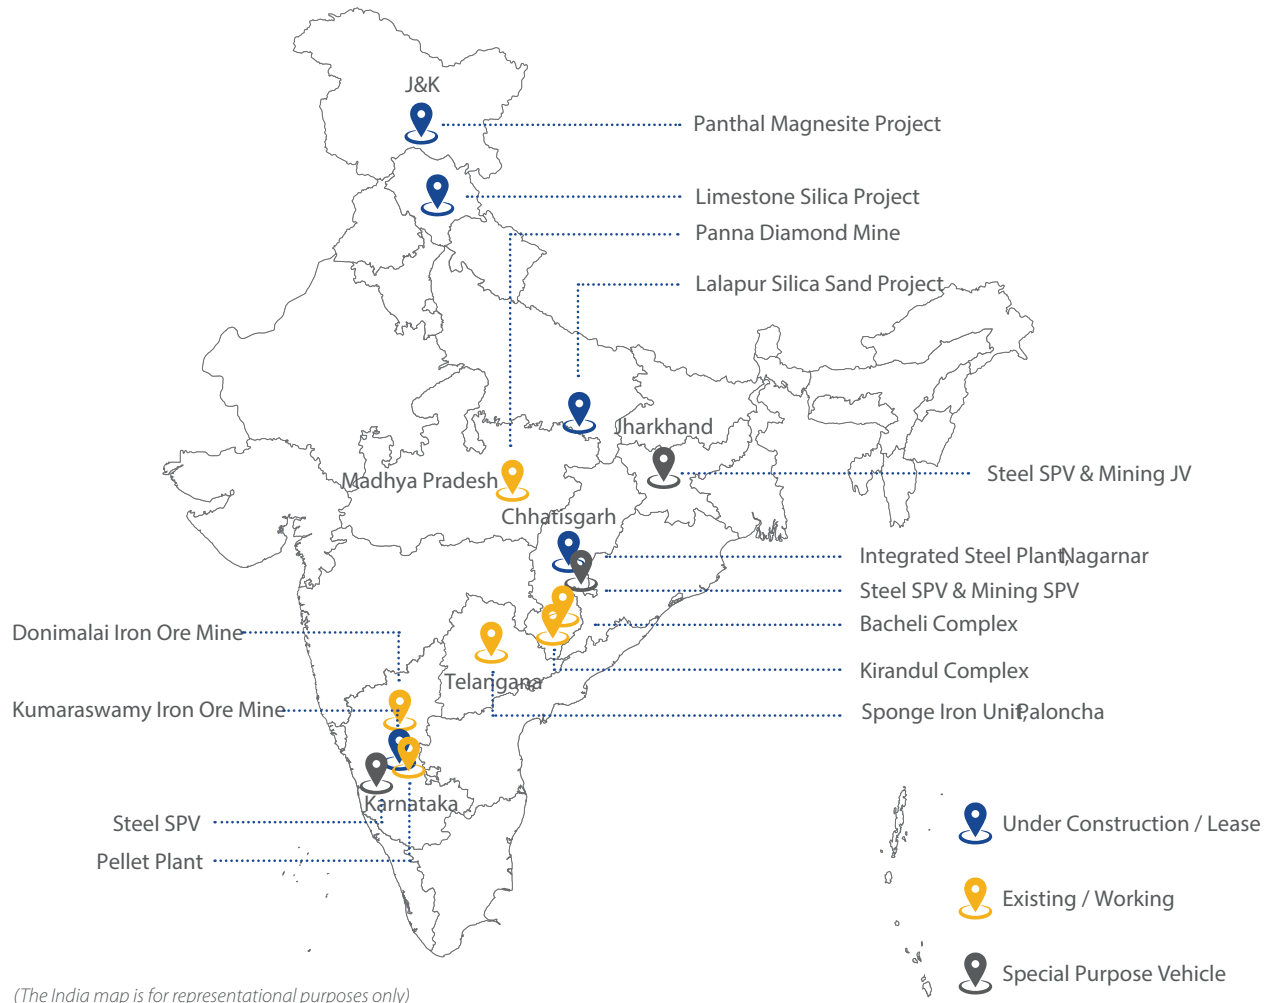 J&K
Panthal Magnesite Project
Limestone Silica Project
Panna Diamond Mine
Lalapur Silica Sand Project
Jharkhand
Steel SPV & Mining JV
Madhya Pradesh
Chhatisgarh
Integrated Steel Plant, Nagarnar
Steel SPV & Mining SPV
Bacheli Complex
Donimalai Iron Ore Mine
Kirandul Complex
Telangana
Kumaraswamy Iron Ore Mine
Sponge Iron Unit, Paloncha
Karnataka
Steel SPV
Pellet Plant
Under Construction / Lease
Existing / Working
Special Purpose Vehicle
(The India map is for representational purposes only)